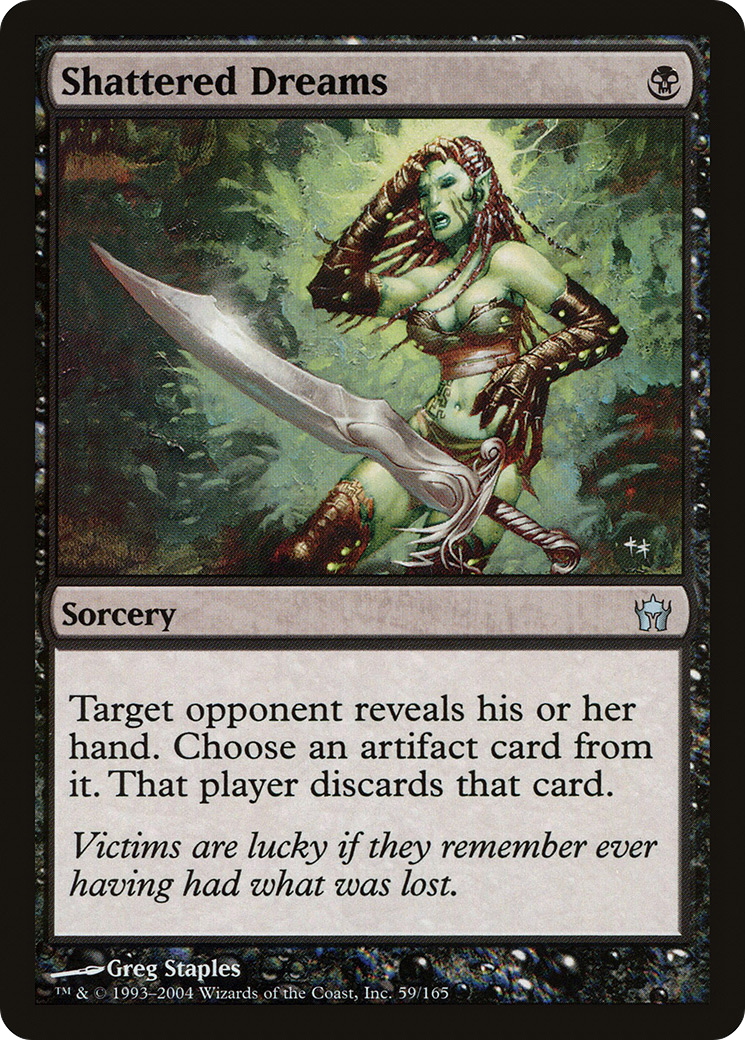 Shattered Dreams
Sorcery
Target opponent reveals his or her
hand. Choose an artifact card from
it. That player discards that card.
Victims are lucky if they remember ever
having had what was lost.
Greg Staples
™ & © 1993–2004 Wizards of the Coast, Inc. 59/165